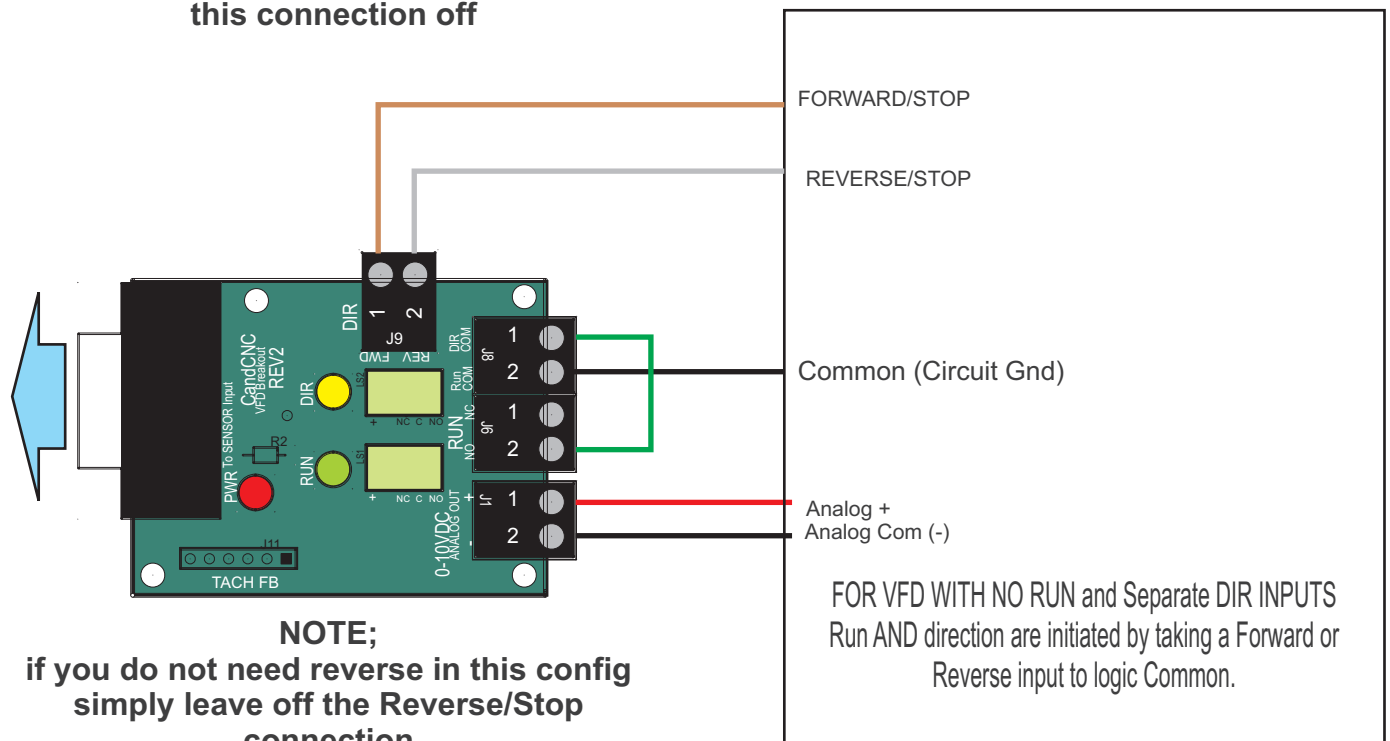 this connection off
FORWARD/STOP
REVERSE/STOP
DIR
1 2
J9
FWD REV
CandCNC
VFD Breakout
REV2
To SENSOR Input
PWR
R2
DIR
LS2
+ NC C NO
RUN
LS1
+ NC C NO
DIR
COM
Run
COM
J8
1
2
RUN
NC
NO
J6
1
2
0-10VDC
ANALOG OUT
+
-
J1
1
2
J11
TACH FB
Common (Circuit Gnd)
Analog +
Analog Com (-)
FOR VFD WITH NO RUN and Separate DIR INPUTS
Run AND direction are initiated by taking a Forward or
Reverse input to logic Common.
NOTE;
if you do not need reverse in this config
simply leave off the Reverse/Stop
connection